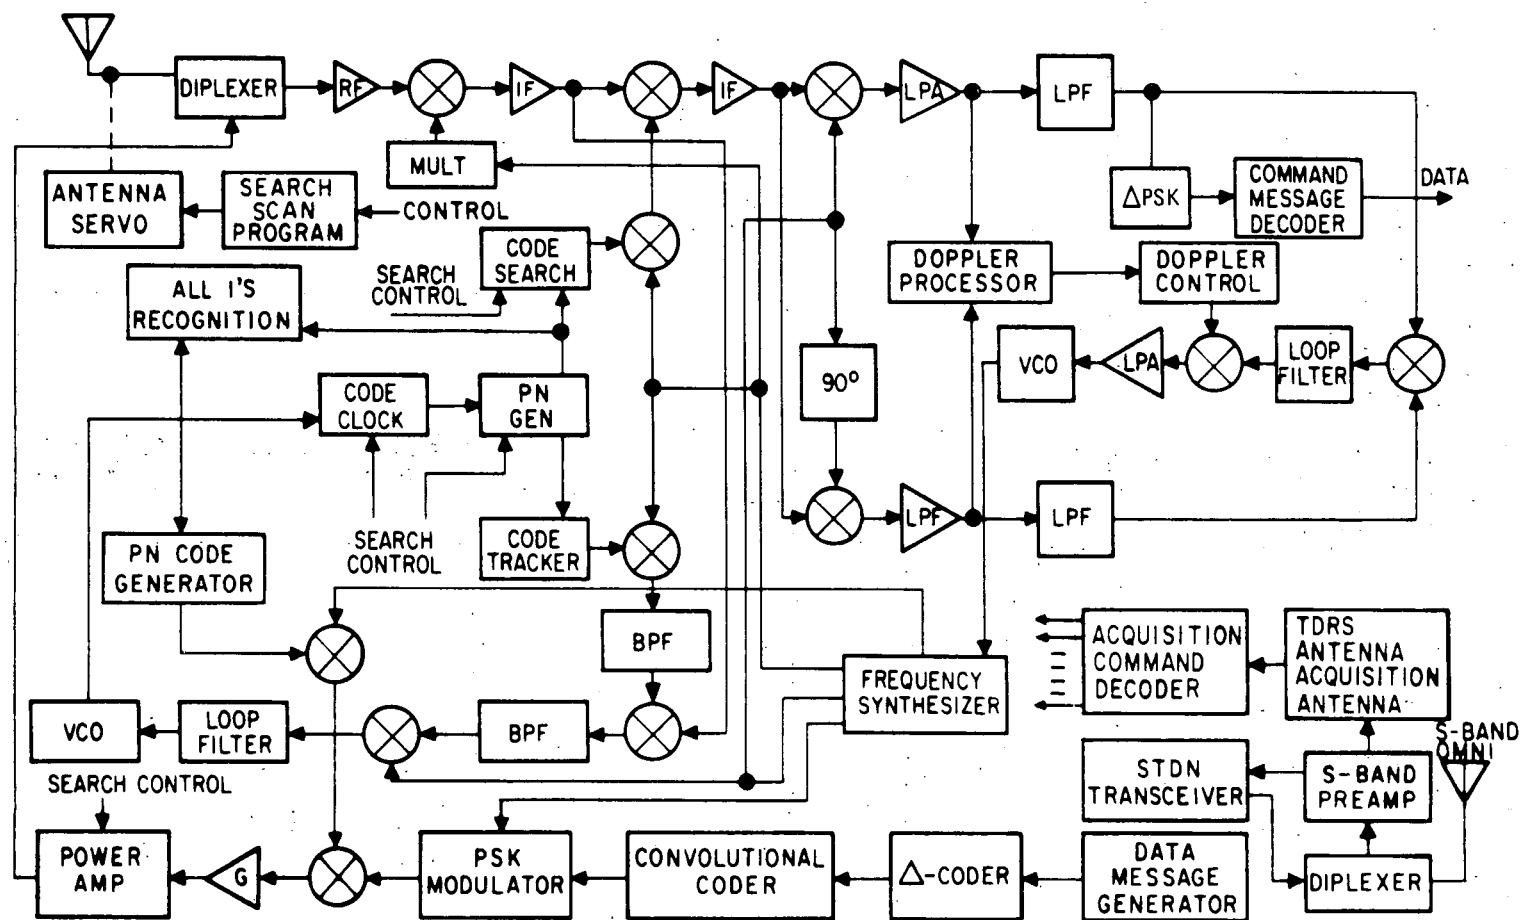 DIPLEXER
RF
IF
IF
LPA
LPF
MULT
ANTENNA
SERVO
SEARCH
SCAN
PROGRAM
CONTROL
CODE
SEARCH
SEARCH
CONTROL
ΔPSK
COMMAND
MESSAGE
DECODER
DATA
DOPPLER
PROCESSOR
DOPPLER
CONTROL
ALL 1'S
RECOGNITION
VCO
LPA
LOOP
FILTER
90°
CODE
CLOCK
PN
GEN
SEARCH
CONTROL
CODE
TRACKER
LPF
LPF
PN CODE
GENERATOR
BPF
FREQUENCY
SYNTHESIZER
ACQUISITION
COMMAND
DECODER
TDRS
ANTENNA
ACQUISITION
ANTENNA
VCO
LOOP
FILTER
BPF
S-BAND
OMNI
STDN
TRANSCEIVER
S-BAND
PREAMP
SEARCH CONTROL
POWER
AMP
G
PSK
MODULATOR
CONVOLUTIONAL
CODER
Δ-CODER
DATA
MESSAGE
GENERATOR
DIPLEXER